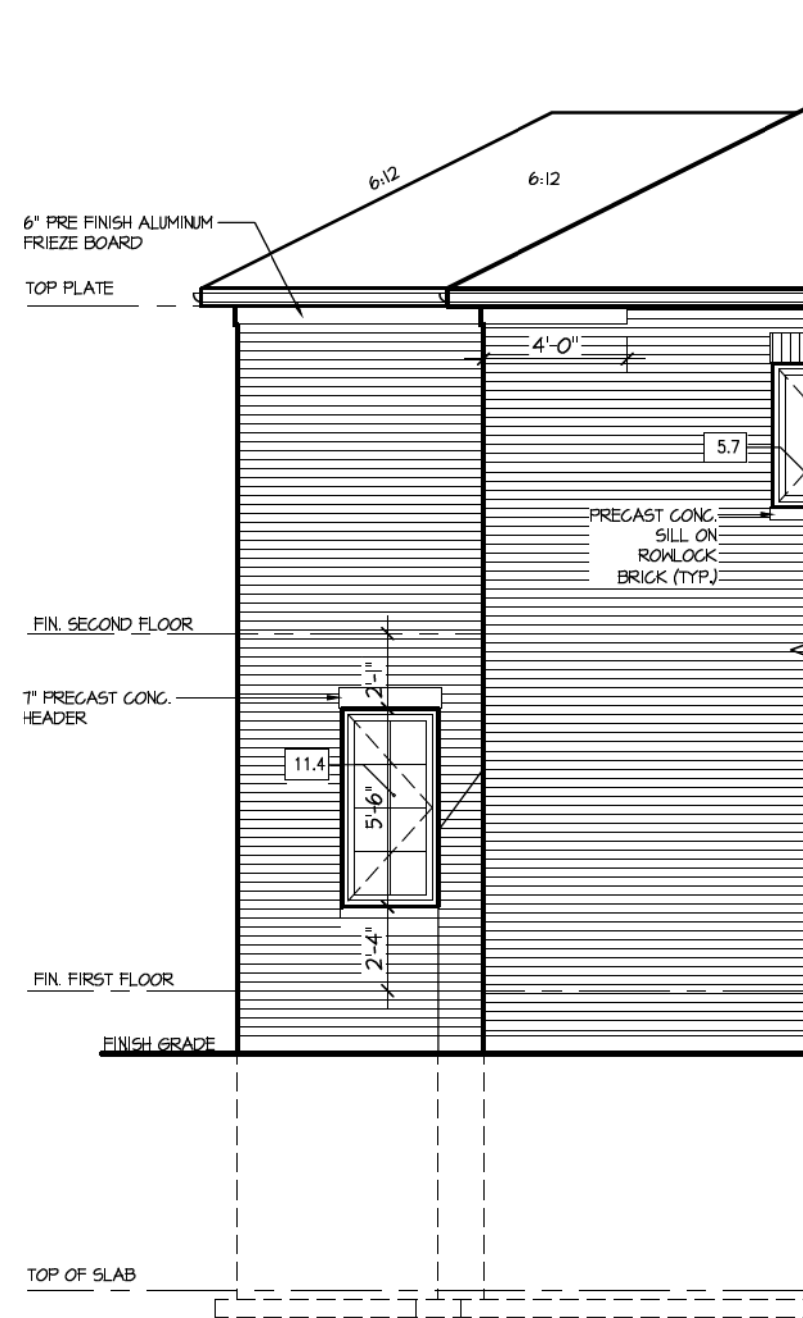 6:12
6:12
6" PRE FINISH ALUMINUM
FRIEZE BOARD
TOP PLATE
4'-0"
5.7
PRECAST CONC.
SILL ON
ROWLOCK
BRICK (TYP.)
FIN. SECOND FLOOR
2'-1"
7" PRECAST CONC.
HEADER
11.4
5'-6"
2'-4"
FIN. FIRST FLOOR
FINISH GRADE
TOP OF SLAB